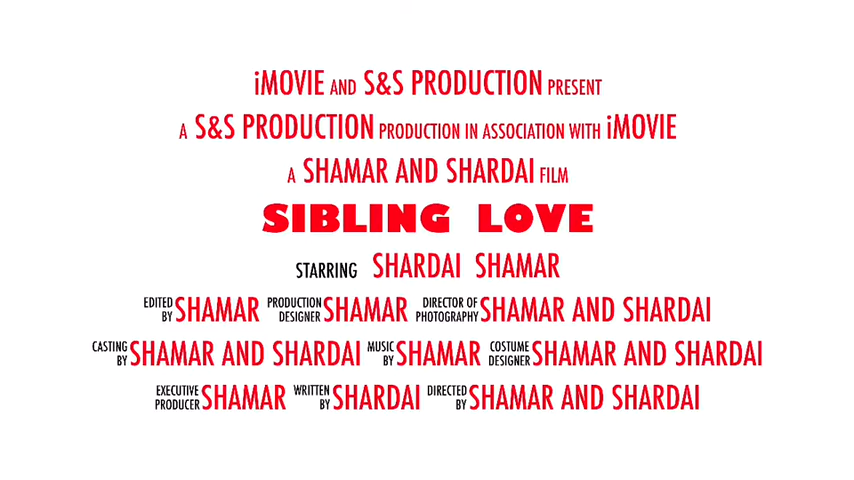 iMOVIE AND S&S PRODUCTION PRESENT
A S&S PRODUCTION PRODUCTION IN ASSOCIATION WITH iMOVIE
A SHAMAR AND SHARDAI FILM
SIBLING LOVE
STARRING SHARDAI SHAMAR
EDITED BY SHAMAR PRODUCTION DESIGNER SHAMAR DIRECTOR OF PHOTOGRAPHY SHAMAR AND SHARDAI
CASTING BY SHAMAR AND SHARDAI MUSIC BY SHAMAR COSTUME DESIGNER SHAMAR AND SHARDAI
EXECUTIVE PRODUCER SHAMAR WRITTEN BY SHARDAI DIRECTED BY SHAMAR AND SHARDAI